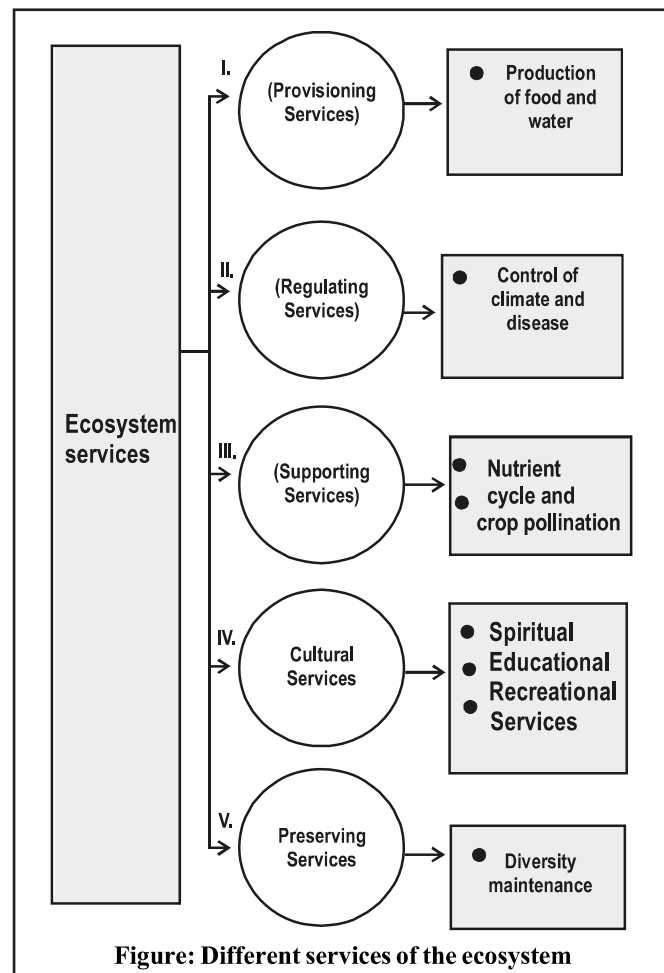 Ecosystem
services
I.
(Provisioning
Services)
● Production
of food and
water
II.
(Regulating
Services)
● Control of
climate and
disease
III.
(Supporting
Services)
● Nutrient
● cycle and
crop pollination
IV.
Cultural
Services
● Spiritual
● Educational
● Recreational
Services
V.
Preserving
Services
● Diversity
maintenance
Figure: Different services of the ecosystem